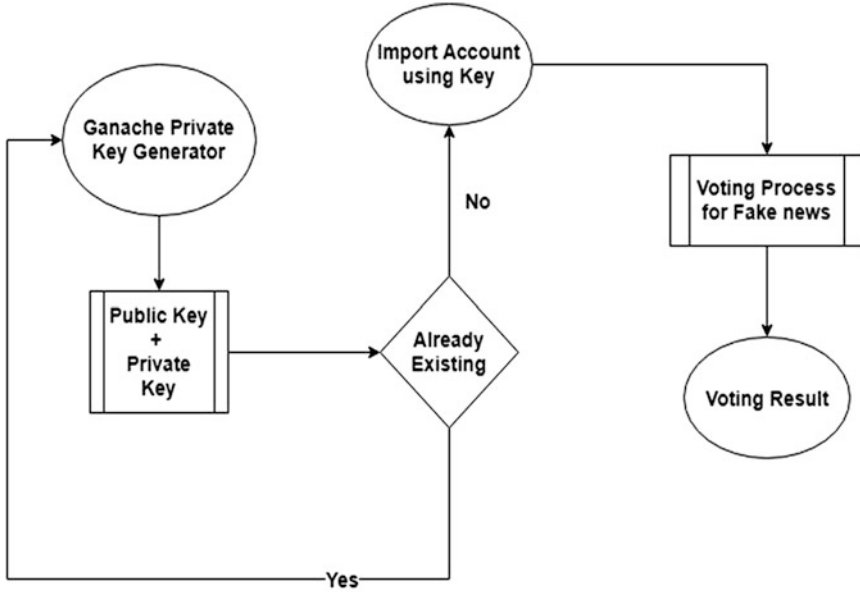 Ganache Private
Key Generator
Public Key
+
Private
Key
Already
Existing
Yes
No
Import Account
using Key
Voting Process
for Fake news
Voting Result